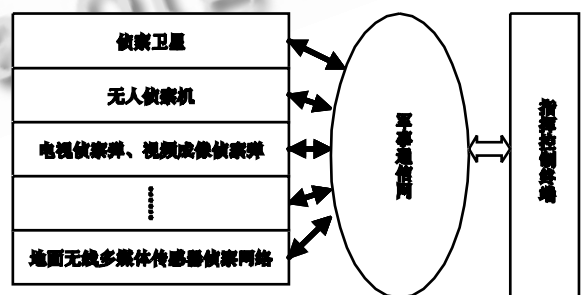 侦察卫星
无人侦察机
电视侦察弹、视频成像侦察弹
……
地面无线多媒体传感器侦察网络
军事通信网
指挥控制终端